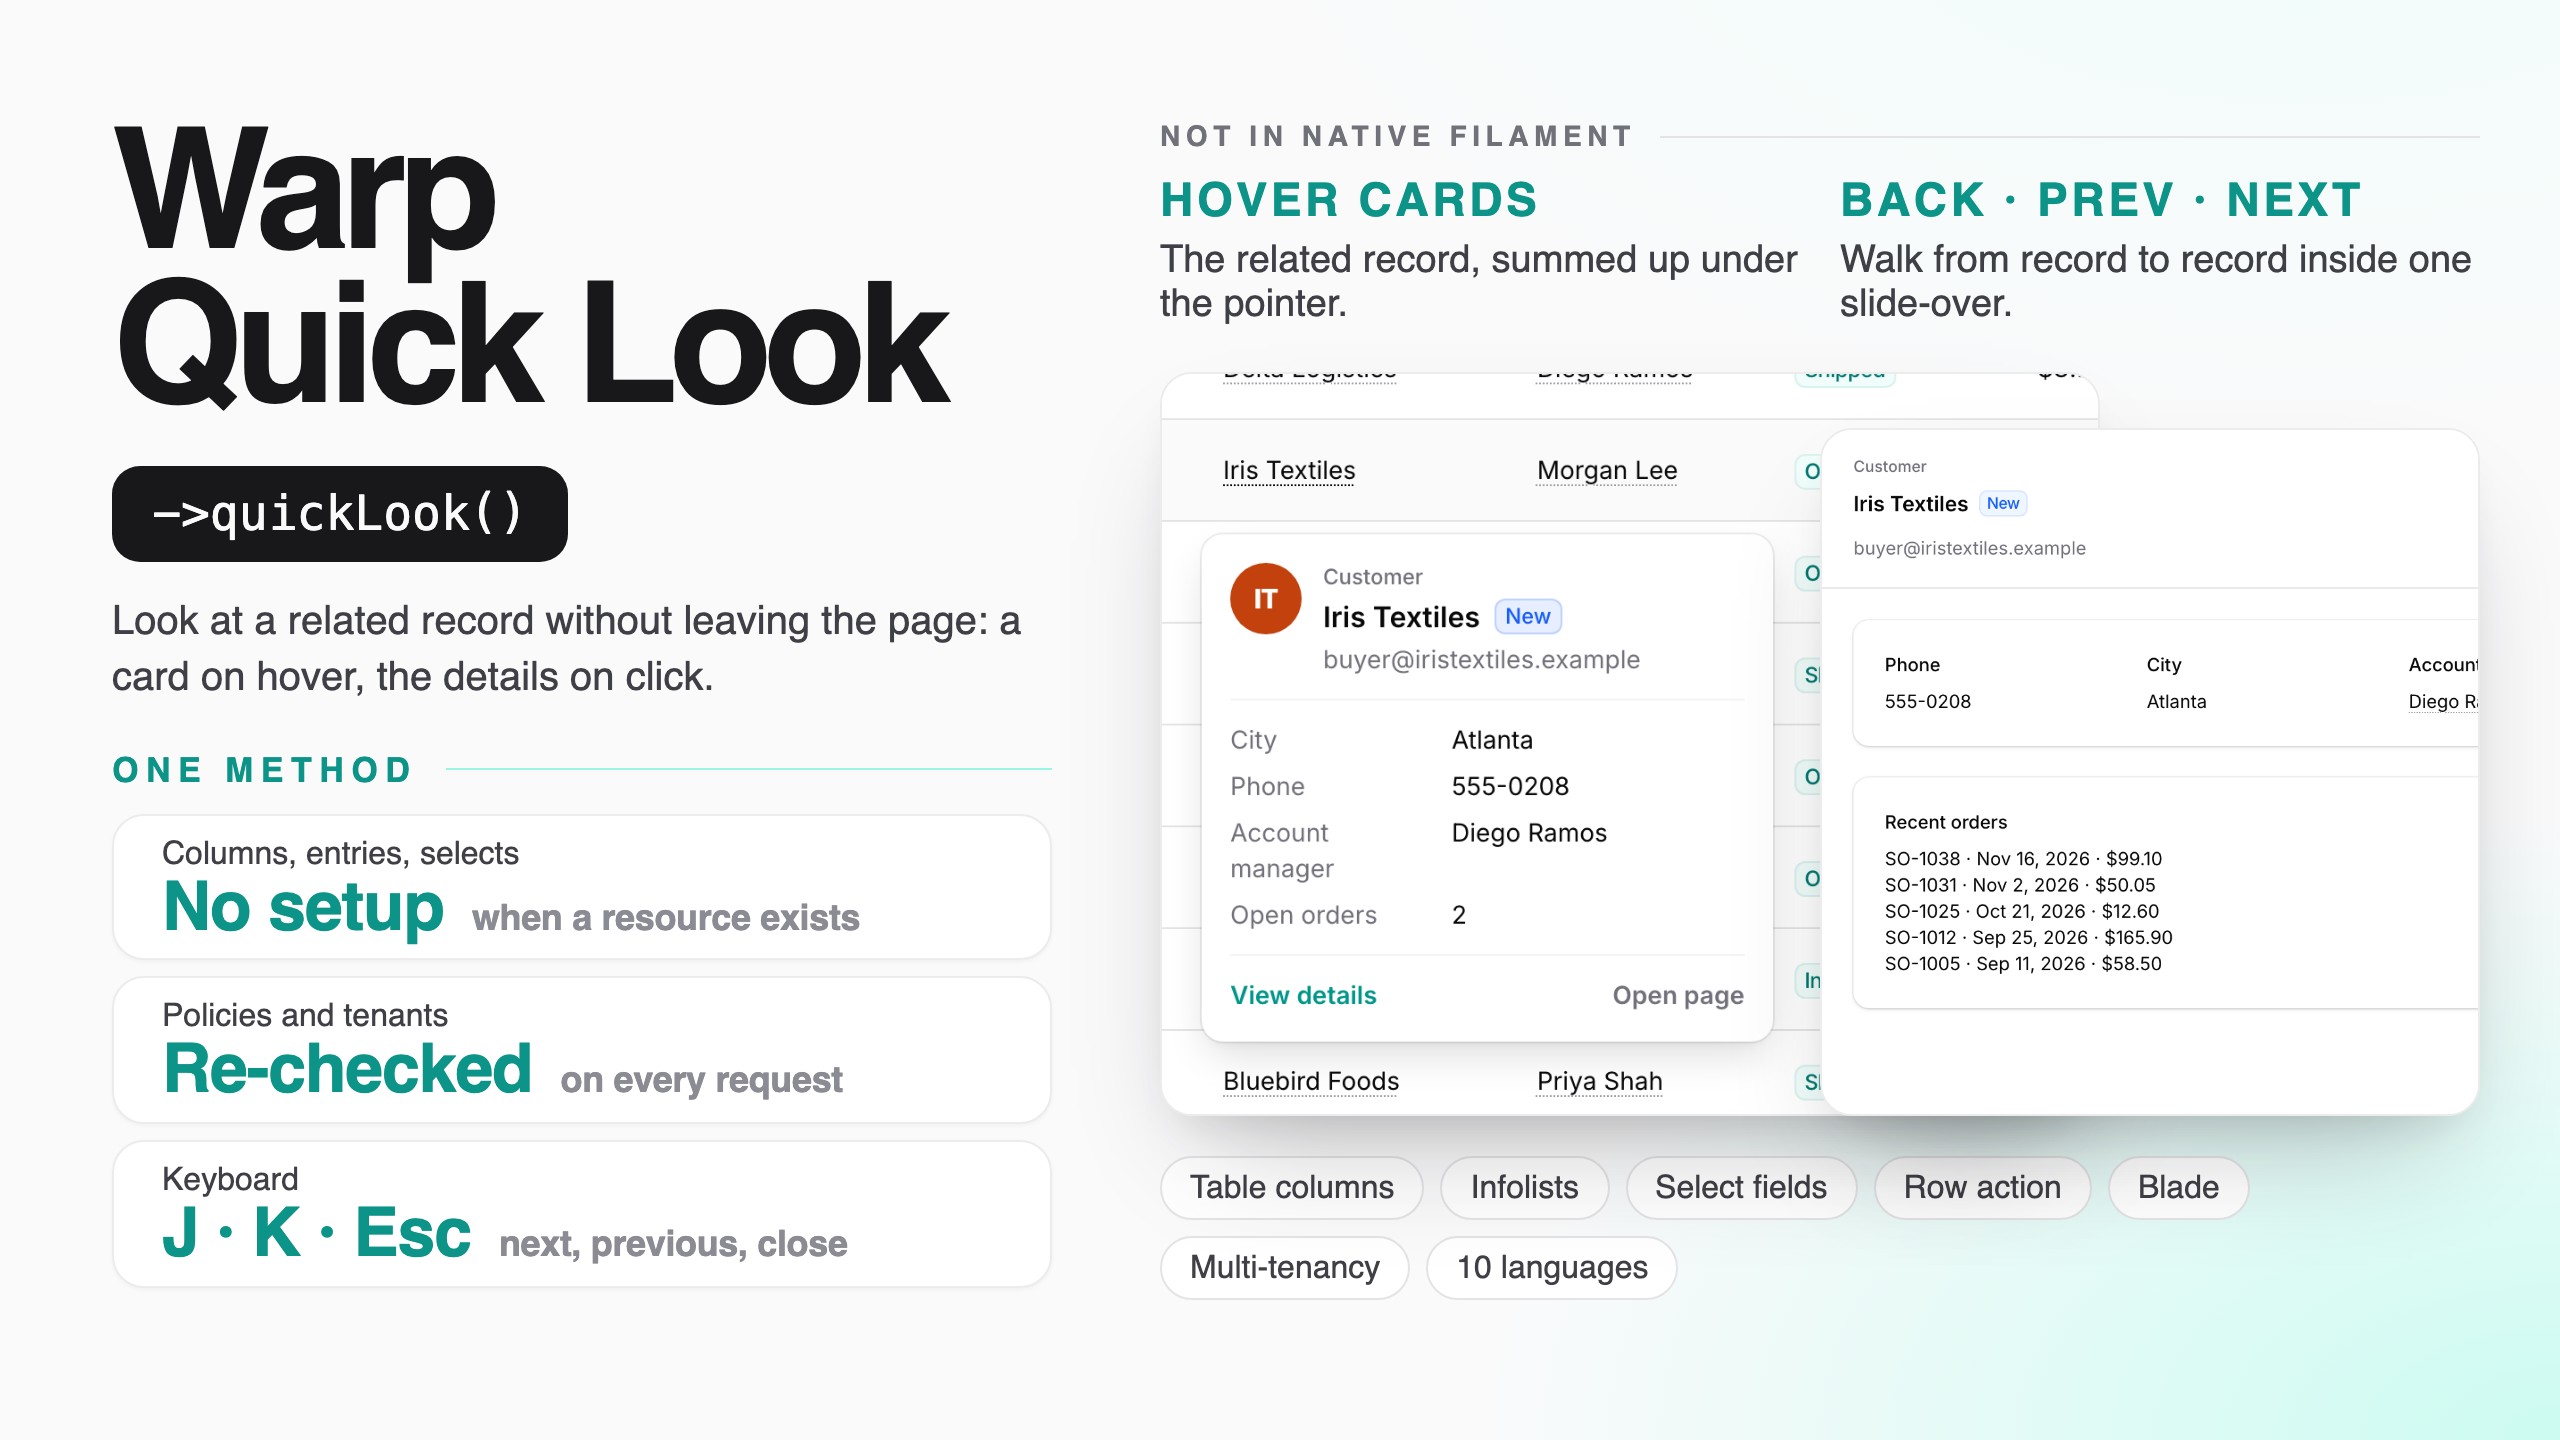 Warp
Quick Look
->quickLook()
Look at a related record without leaving the page: a
card on hover, the details on click.
ONE METHOD
Columns, entries, selects
No setup when a resource exists
Policies and tenants
Re-checked on every request
Keyboard
J · K · Esc next, previous, close
NOT IN NATIVE FILAMENT
HOVER CARDS
The related record, summed up under
the pointer.
BACK · PREV · NEXT
Walk from record to record inside one
slide-over.
Delta Logistics Diego Ramos Shipped
Iris Textiles Morgan Lee
Customer
IT
Iris Textiles New
buyer@iristextiles.example
City Atlanta
Phone 555-0208
Account
manager
Diego Ramos
Open orders 2
View details Open page
Bluebird Foods Priya Shah
Customer
Iris Textiles New
buyer@iristextiles.example
Phone City Account
555-0208 Atlanta Diego
Recent orders
SO-1038 · Nov 16, 2026 · $99.10
SO-1031 · Nov 2, 2026 · $50.05
SO-1025 · Oct 21, 2026 · $12.60
SO-1012 · Sep 25, 2026 · $165.90
SO-1005 · Sep 11, 2026 · $58.50
Table columns Infolists Select fields Row action Blade
Multi-tenancy 10 languages